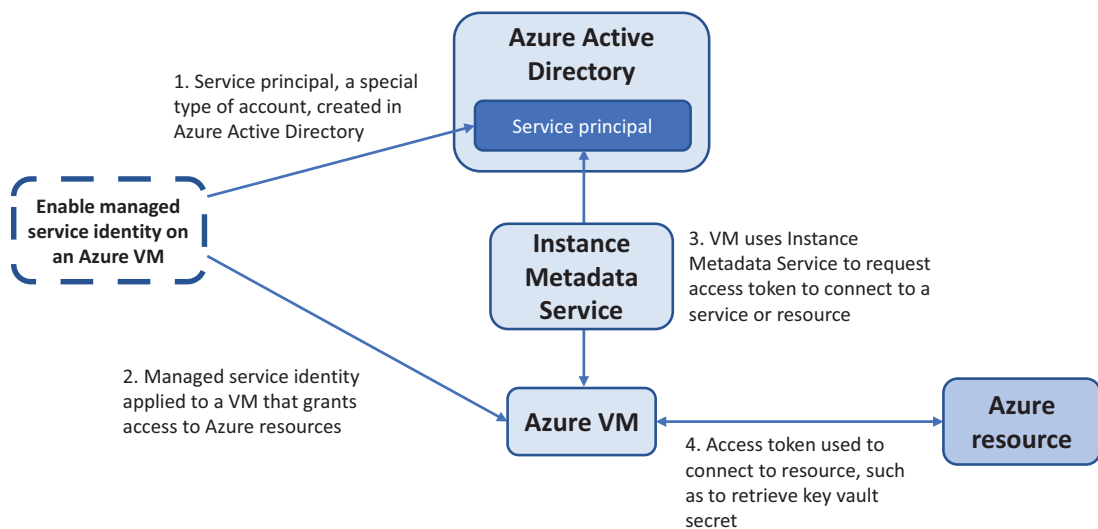 Azure Active
Directory
Service principal
1. Service principal, a special
type of account, created in
Azure Active Directory
Enable managed
service identity on
an Azure VM
Instance
Metadata
Service
3. VM uses Instance
Metadata Service to request
access token to connect to a
service or resource
2. Managed service identity
applied to a VM that grants
access to Azure resources
Azure VM
Azure
resource
4. Access token used to
connect to resource, such
as to retrieve key vault
secret